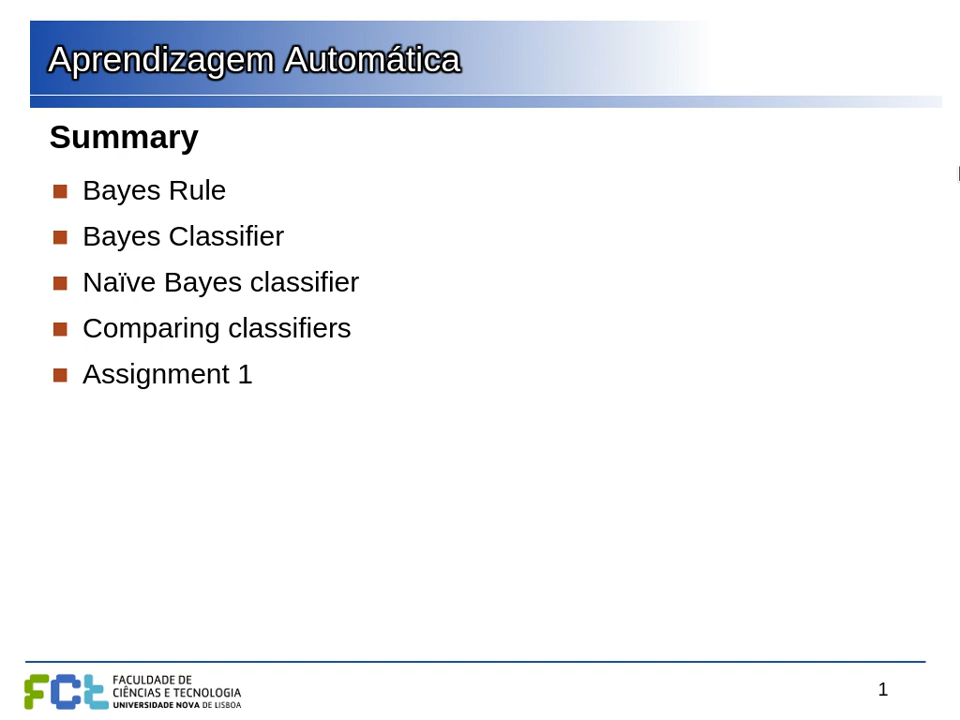 Aprendizagem Automática
Summary
Bayes Rule
Bayes Classifier
Naïve Bayes classifier
Comparing classifiers
Assignment 1
FCT
FACULDADE DE
CIÊNCIAS E TECNOLOGIA
UNIVERSIDADE NOVA DE LISBOA
1